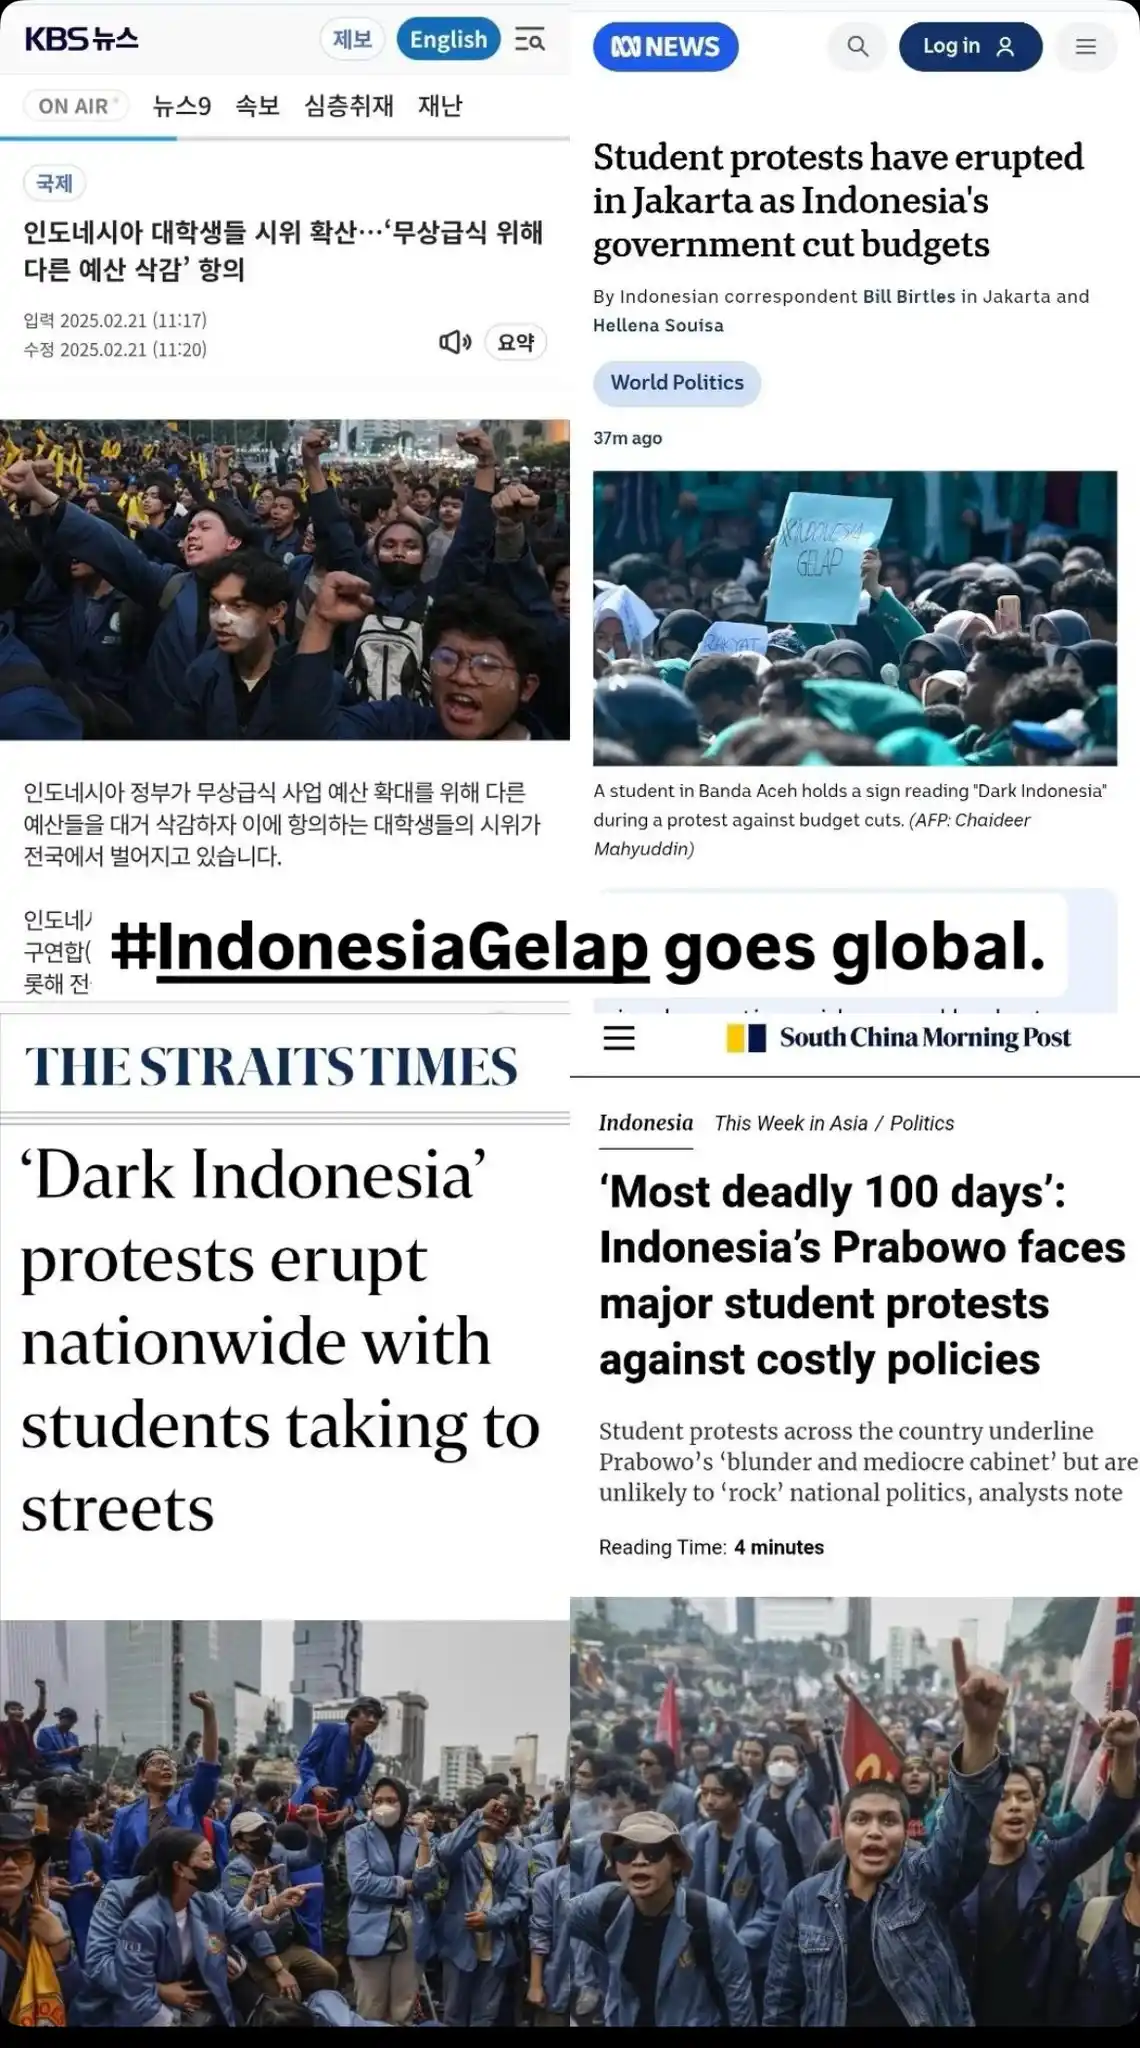 KBS 뉴스
제보
English
ON AIR
뉴스9
속보
심층취재
재난
국제
인도네시아 대학생들 시위 확산…‘무상급식 위해
다른 예산 삭감’ 항의
입력 2025.02.21 (11:17)
수정 2025.02.21 (11:20)
요약
인도네시아 정부가 무상급식 사업 예산 확대를 위해 다른
예산들을 대거 삭감하자 이에 항의하는 대학생들의 시위가
전국에서 벌어지고 있습니다.
인도네
구연합(
롯해 전
NEWS
Log in
Student protests have erupted
in Jakarta as Indonesia's
government cut budgets
By Indonesian correspondent Bill Birtles in Jakarta and
Hellena Souisa
World Politics
37m ago
INDONESIA
GELAP
RAKYAT
A student in Banda Aceh holds a sign reading "Dark Indonesia"
during a protest against budget cuts. (AFP: Chaideer
Mahyuddin)
#IndonesiaGelap goes global.
THE STRAITS TIMES
‘Dark Indonesia’
protests erupt
nationwide with
students taking to
streets
South China Morning Post
Indonesia This Week in Asia / Politics
‘Most deadly 100 days’:
Indonesia’s Prabowo faces
major student protests
against costly policies
Student protests across the country underline
Prabowo’s ‘blunder and mediocre cabinet’ but are
unlikely to ‘rock’ national politics, analysts note
Reading Time: 4 minutes